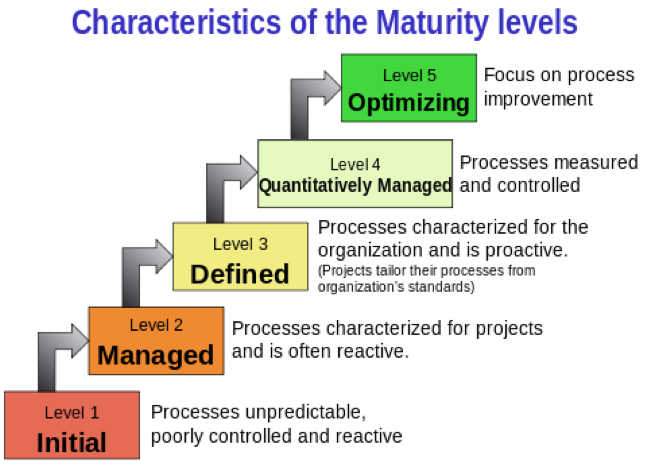 Characteristics of the Maturity levels
Level 5
Optimizing
Focus on process
improvement
Level 4
Quantitatively Managed
Processes measured
and controlled
Level 3
Defined
Processes characterized for the
organization and is proactive.
(Projects tailor their processes from
organization's standards)
Level 2
Managed
Processes characterized for projects
and is often reactive.
Level 1
Initial
Processes unpredictable,
poorly controlled and reactive